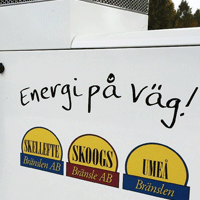 Energi på Väg!
SKELLEFTE
Bränslen AB
SKOOGS
Bränsle AB
UMEÅ
Bränslen